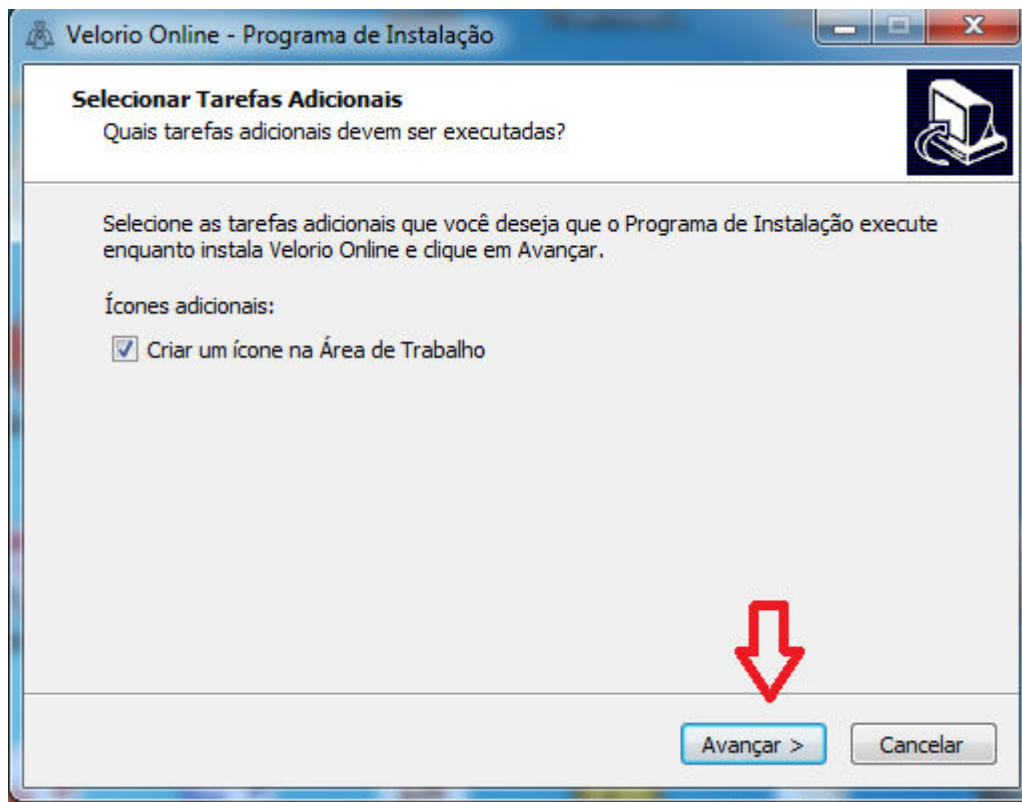 Velorio Online - Programa de Instalação
Selecionar Tarefas Adicionais
Quais tarefas adicionais devem ser executadas?
Selecione as tarefas adicionais que você deseja que o Programa de Instalação execute
enquanto instala Velorio Online e clique em Avançar.
Ícones adicionais:
Criar um ícone na Área de Trabalho
Avançar >
Cancelar